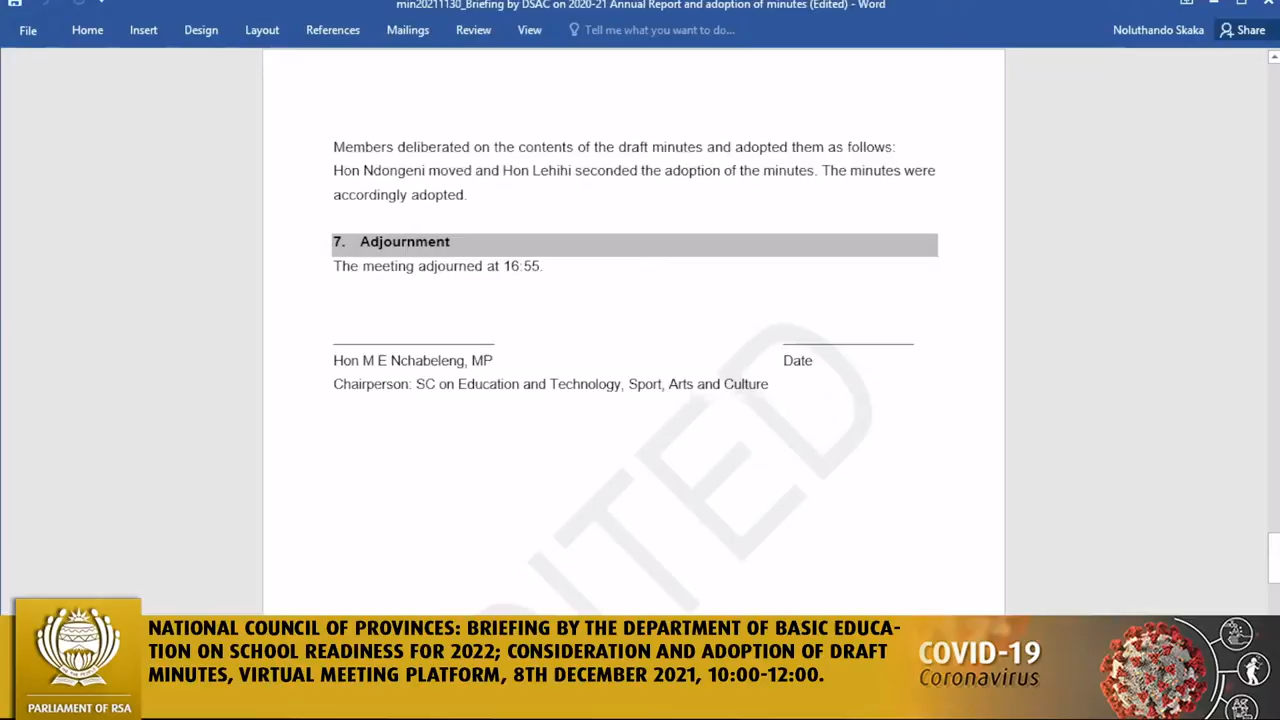 min20211130_Briefing by DSAC on 2020-21 Annual Report and adoption of minutes (Edited) - Word
File Home Insert Design Layout References Mailings Review View Tell me what you want to do... Noluthando Skaka Share
Members deliberated on the contents of the draft minutes and adopted them as follows:
Hon Ndongeni moved and Hon Lehihi seconded the adoption of the minutes. The minutes were
accordingly adopted.
7. Adjournment
The meeting adjourned at 16:55.
Hon M E Nchabeleng, MP Date
Chairperson: SC on Education and Technology, Sport, Arts and Culture
ITED
NATIONAL COUNCIL OF PROVINCES: BRIEFING BY THE DEPARTMENT OF BASIC EDUCA-
TION ON SCHOOL READINESS FOR 2022; CONSIDERATION AND ADOPTION OF DRAFT
MINUTES, VIRTUAL MEETING PLATFORM, 8TH DECEMBER 2021, 10:00-12:00.
PARLIAMENT OF RSA
COVID-19
Coronavirus